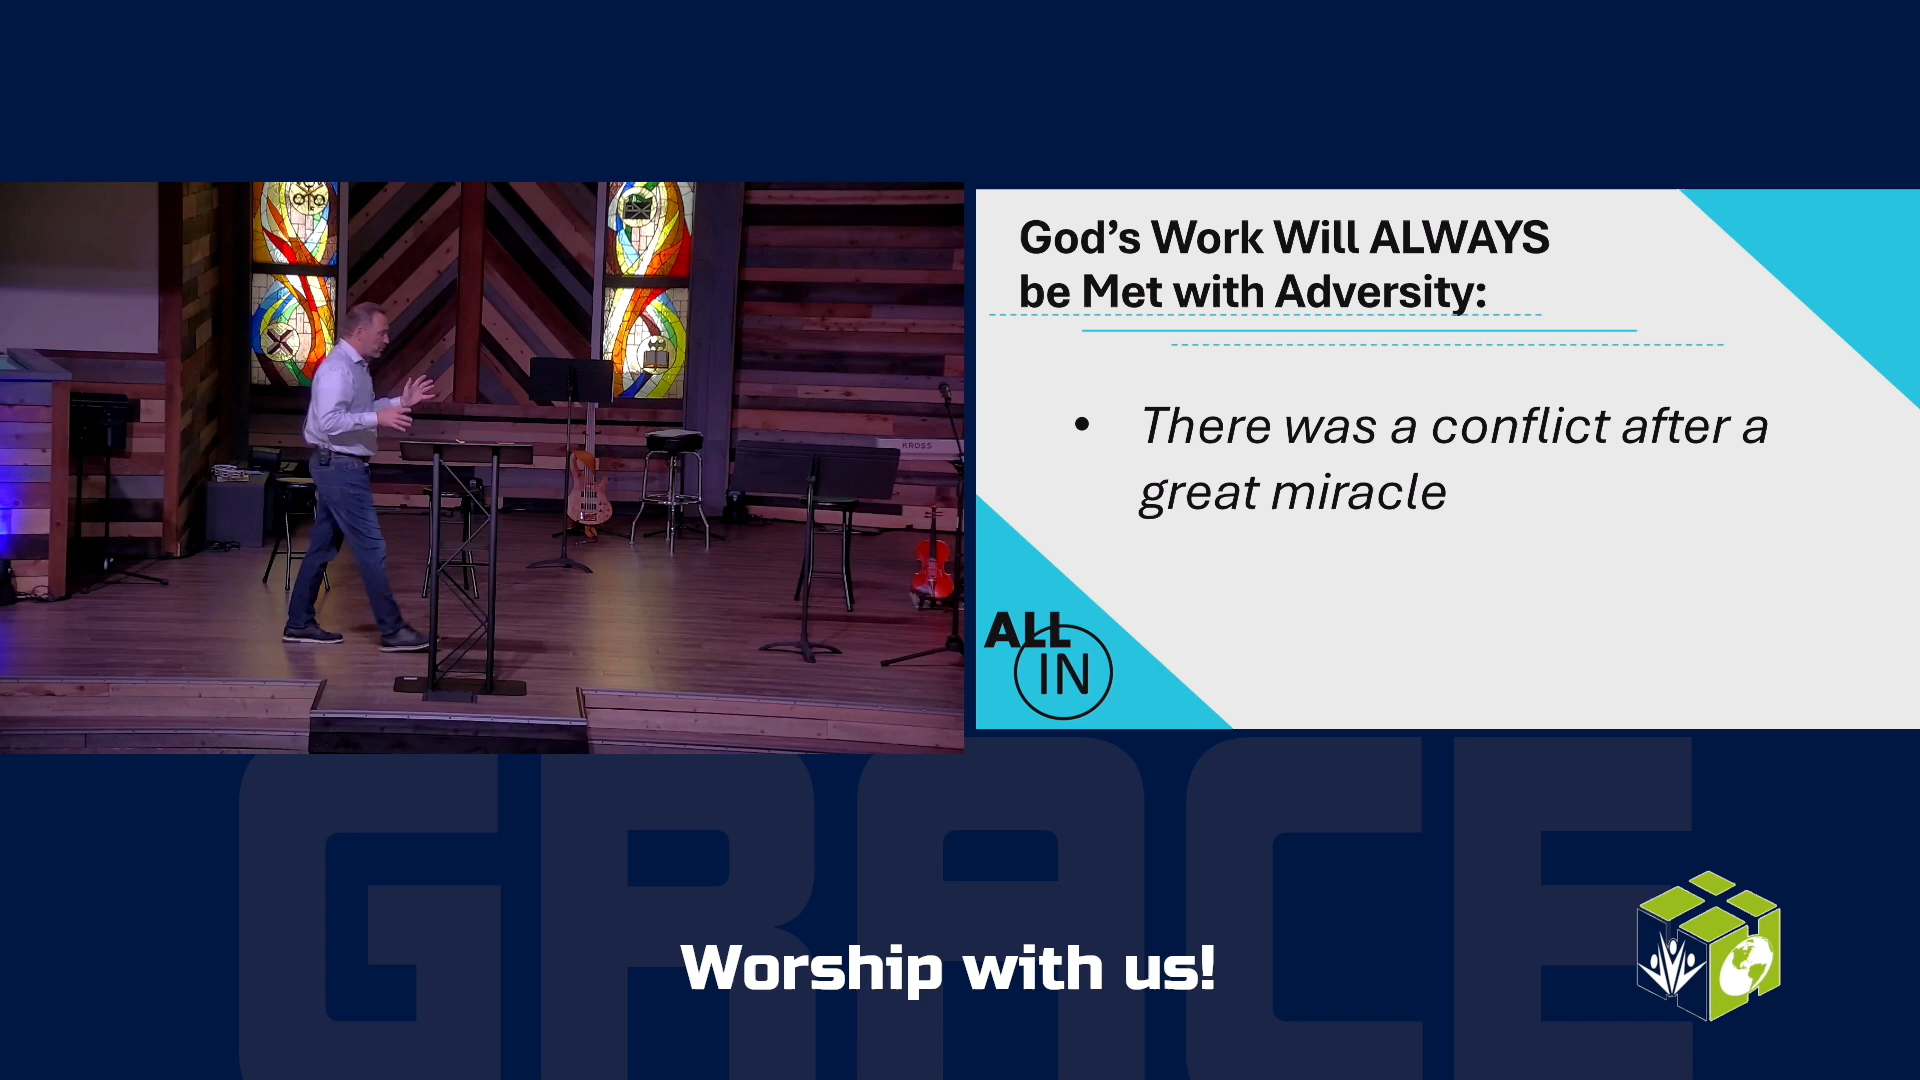 God’s Work Will ALWAYS
be Met with Adversity:
• There was a conflict after a
great miracle
ALL
IN
KROSS
GRACE
Worship with us!